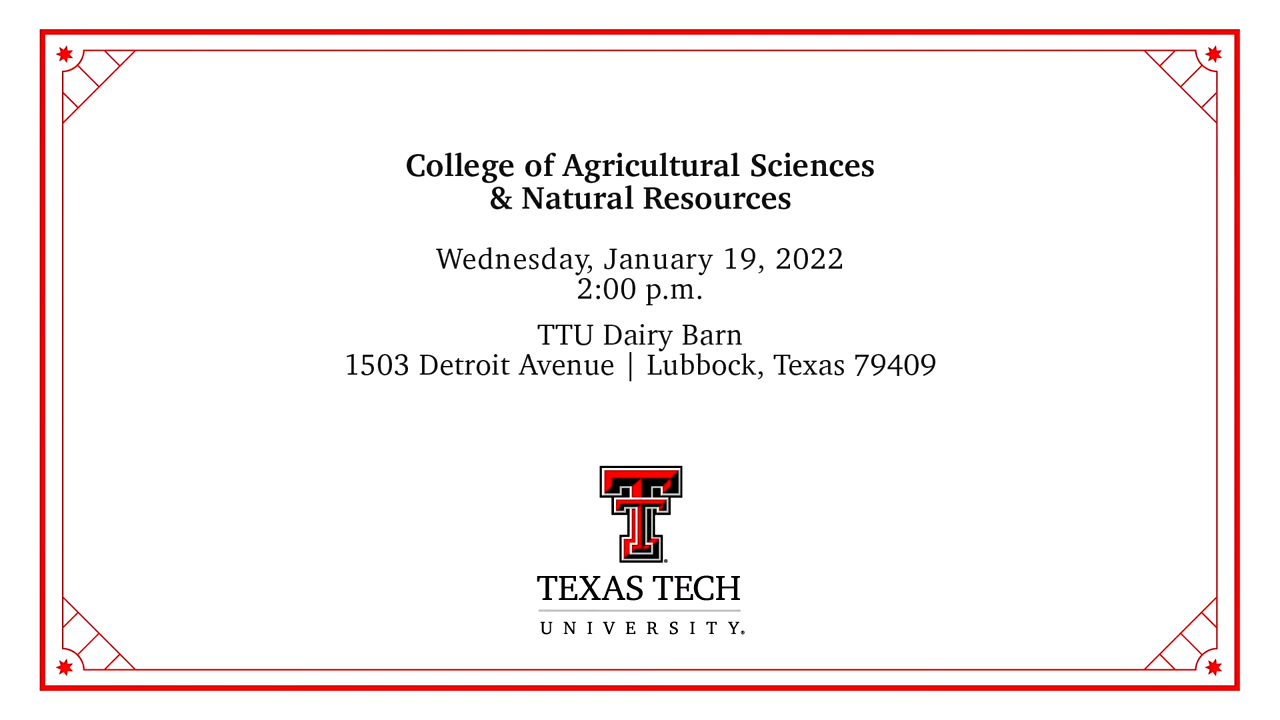 College of Agricultural Sciences
& Natural Resources
Wednesday, January 19, 2022
2:00 p.m.
TTU Dairy Barn
1503 Detroit Avenue | Lubbock, Texas 79409
TEXAS TECH
UNIVERSITY®